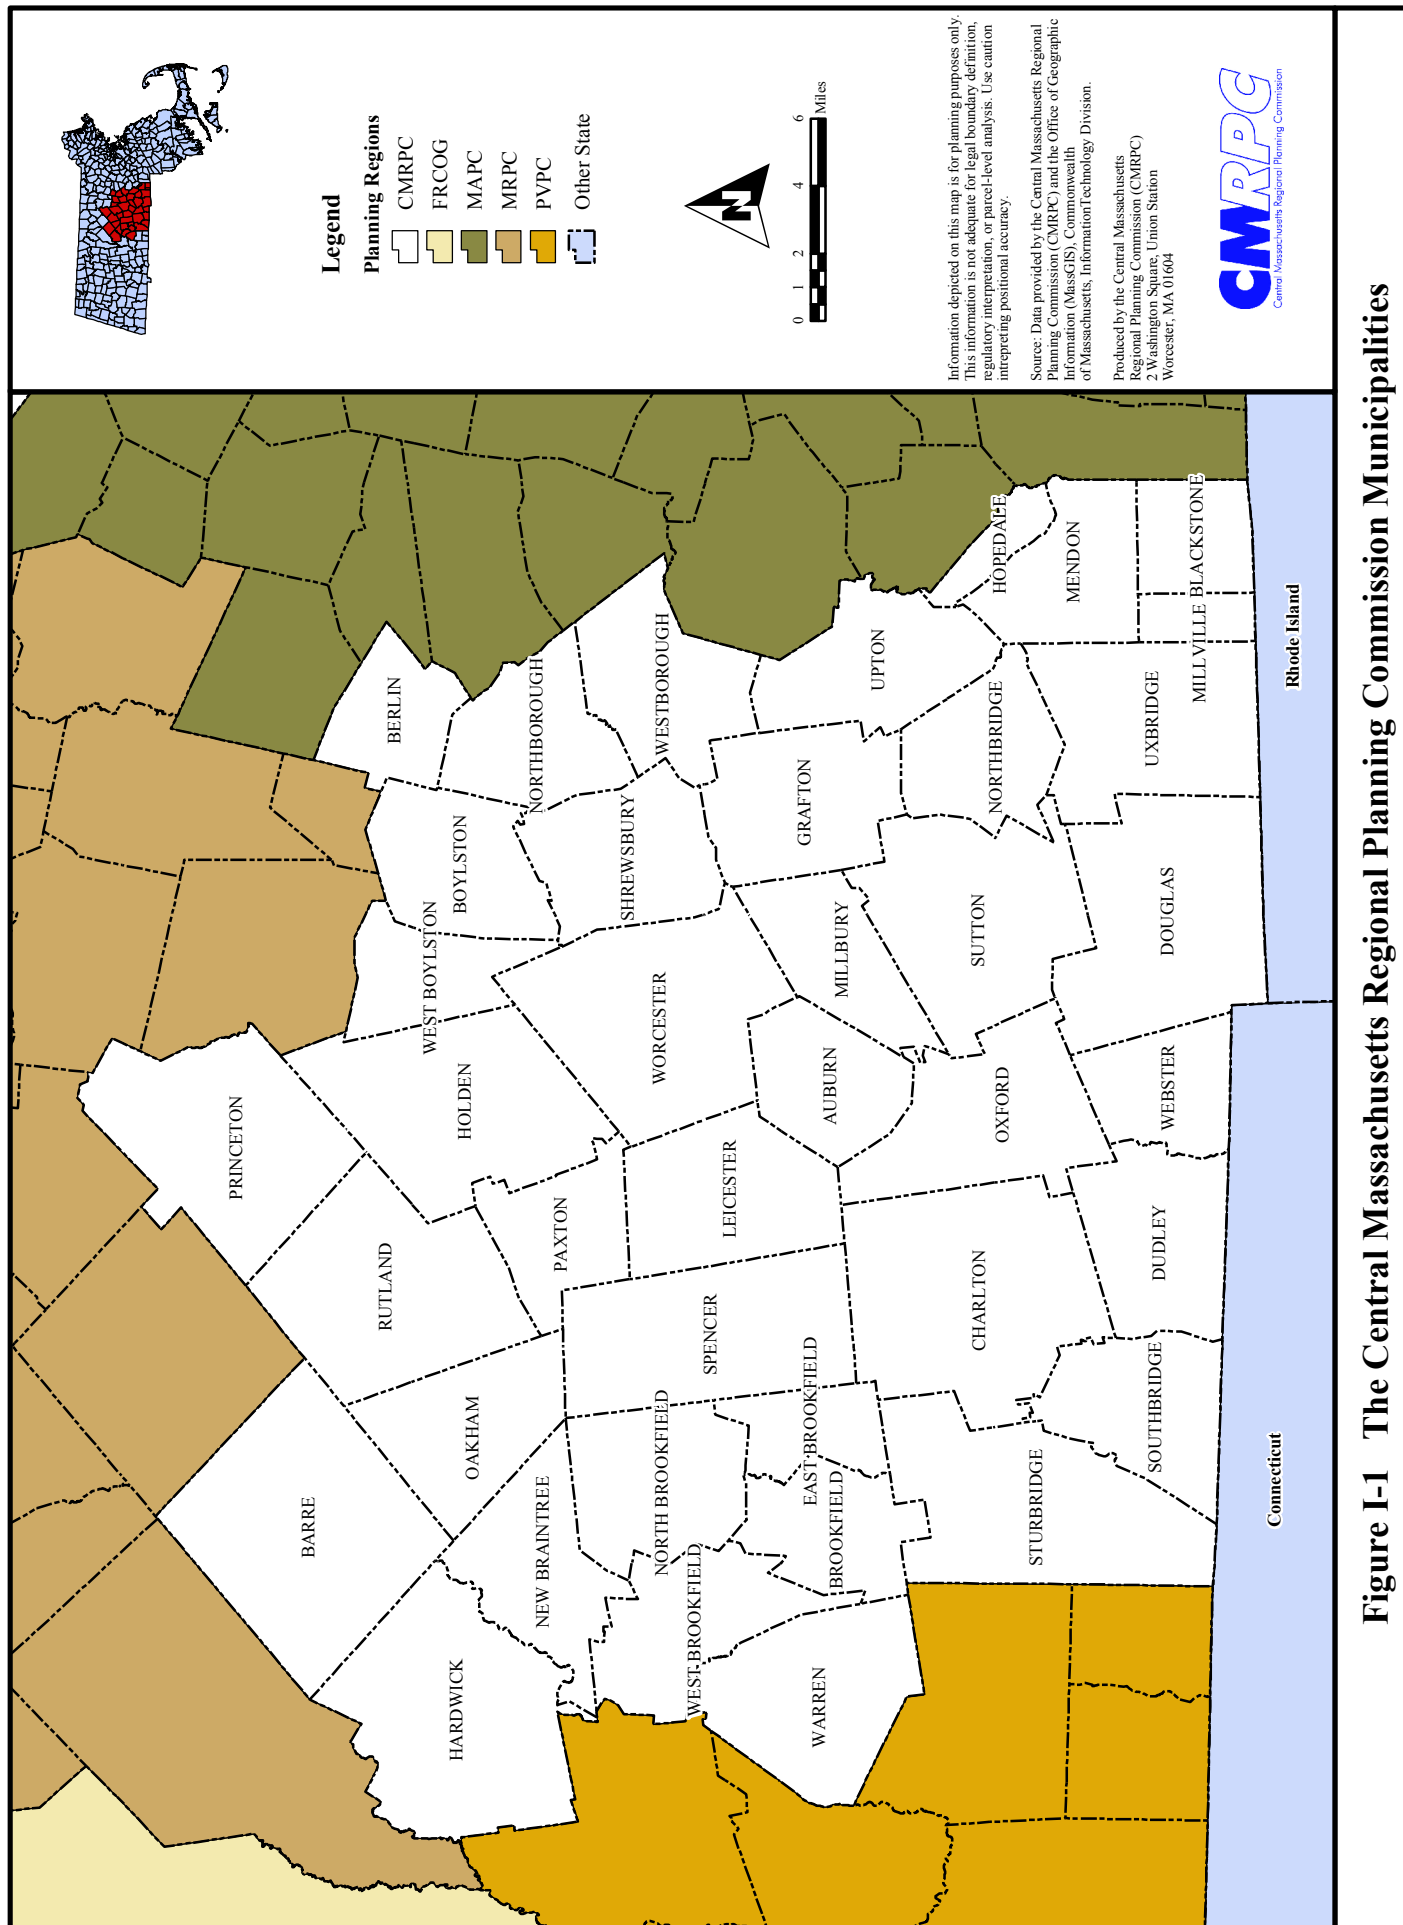 Legend
Planning Regions
CMRPC
FRCOG
MAPC
MRPC
PVPC
Other State
N
0 1 2 4 6
Miles
Information depicted on this map is for planning purposes only.
This information is not adequate for legal boundary definition,
regulatory interpretation, or parcel-level analysis. Use caution
intrepreting positional accuracy.
Source: Data provided by the Central Massachusetts Regional
Planning Commission (CMRPC) and the Office of Geographic
Information (MassGIS), Commonwealth
of Massachusetts, InformationTechnology Division.
Produced by the Central Massachusetts
Regional Planning Commission (CMRPC)
2 Washington Square, Union Station
Worcester, MA 01604
CMRPC
Central Massachusetts Regional Planning Commission
PRINCETON
BARRE
RUTLAND
HOLDEN
WEST BOYLSTON
BOYLSTON
BERLIN
HARDWICK
OAKHAM
NEW BRAINTREE
PAXTON
NORTHBOROUGH
SHREWSBURY
WESTBOROUGH
WORCESTER
NORTH BROOKFIELD
WEST BROOKFIELD
SPENCER
LEICESTER
WARREN
BROOKFIELD
EAST BROOKFIELD
AUBURN
MILLBURY
GRAFTON
UPTON
STURBRIDGE
CHARLTON
OXFORD
SUTTON
NORTHBRIDGE
HOPEDALE
MENDON
SOUTHBRIDGE
DUDLEY
WEBSTER
DOUGLAS
UXBRIDGE
MILLVILLE
BLACKSTONE
Connecticut
Rhode Island
Figure I-1 The Central Massachusetts Regional Planning Commission Municipalities